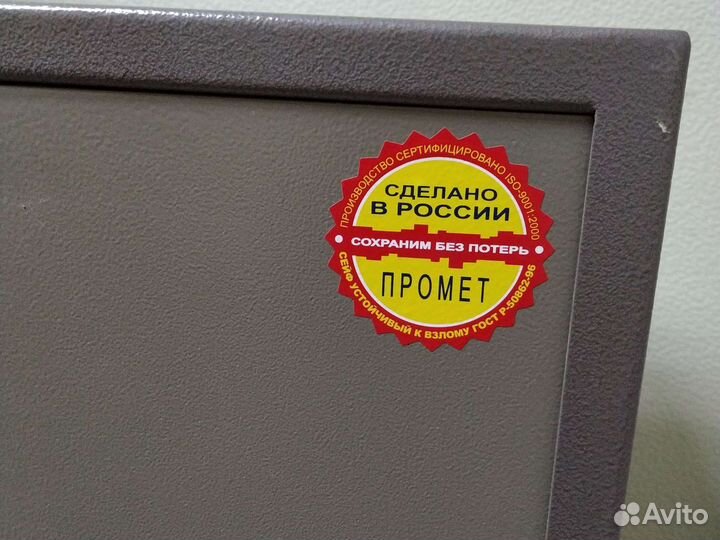 ПРОИЗВОДСТВО СЕРТИФИЦИРОВАНО ISO-9001:2000
СДЕЛАНО
В РОССИИ
• СОХРАНИМ БЕЗ ПОТЕРЬ •
ПРОМЕТ
СЕЙФ УСТОЙЧИВЫЙ К ВЗЛОМУ ГОСТ Р-50862-96
Avito